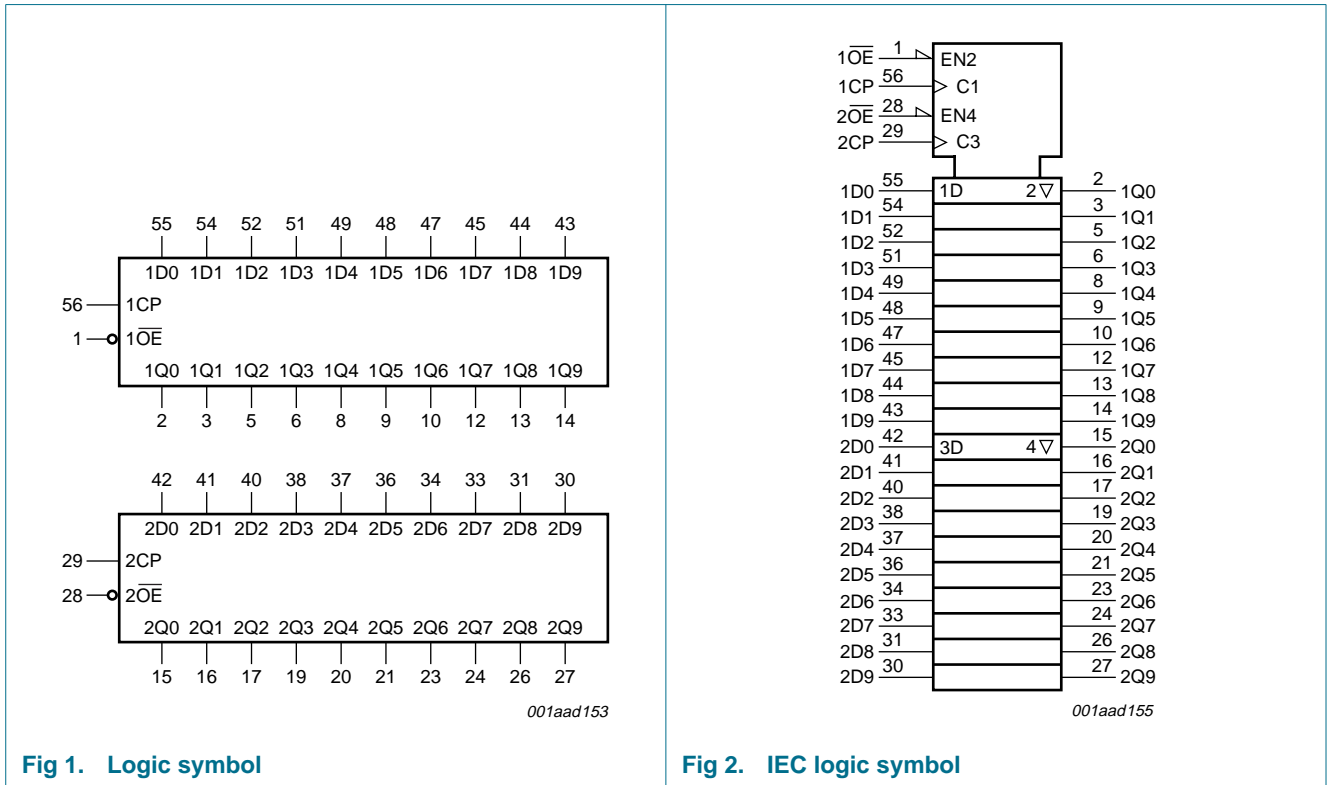 55 54 52 51 49 48 47 45 44 43
1D0 1D1 1D2 1D3 1D4 1D5 1D6 1D7 1D8 1D9
56 1CP
1 1O̅E̅
1Q0 1Q1 1Q2 1Q3 1Q4 1Q5 1Q6 1Q7 1Q8 1Q9
2 3 5 6 8 9 10 12 13 14
42 41 40 38 37 36 34 33 31 30
2D0 2D1 2D2 2D3 2D4 2D5 2D6 2D7 2D8 2D9
29 2CP
28 2O̅E̅
2Q0 2Q1 2Q2 2Q3 2Q4 2Q5 2Q6 2Q7 2Q8 2Q9
15 16 17 19 20 21 23 24 26 27
001aad153
Fig 1. Logic symbol
1O̅E̅ 1 EN2
1CP 56 C1
2O̅E̅ 28 EN4
2CP 29 C3
1D0 55 1D 2▽ 2 1Q0
1D1 54 3 1Q1
1D2 52 5 1Q2
1D3 51 6 1Q3
1D4 49 8 1Q4
1D5 48 9 1Q5
1D6 47 10 1Q6
1D7 45 12 1Q7
1D8 44 13 1Q8
1D9 43 14 1Q9
2D0 42 3D 4▽ 15 2Q0
2D1 41 16 2Q1
2D2 40 17 2Q2
2D3 38 19 2Q3
2D4 37 20 2Q4
2D5 36 21 2Q5
2D6 34 23 2Q6
2D7 33 24 2Q7
2D8 31 26 2Q8
2D9 30 27 2Q9
001aad155
Fig 2. IEC logic symbol